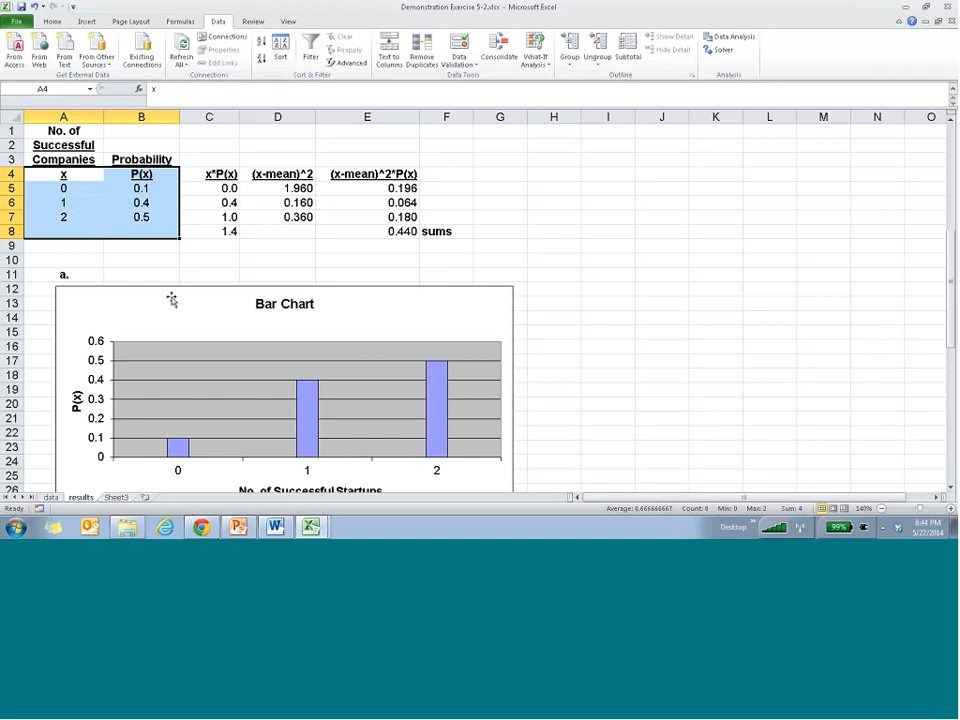 Demonstration Exercise 5-2.xlsx - Microsoft Excel
File Home Insert Page Layout Formulas Data Review View
From Access From Web From Text From Other Sources Existing Connections Refresh All Connections Properties Edit Links Sort Filter Clear Reapply Advanced Text to Columns Remove Duplicates Data Validation Consolidate What-If Analysis Group Ungroup Subtotal Show Detail Hide Detail Data Analysis Solver
Get External Data Connections Sort & Filter Data Tools Outline Analysis
A4 fx x
A B C D E F G H I J K L M N O
1 No. of
2 Successful
3 Companies Probability
4 x P(x) x*P(x) (x-mean)^2 (x-mean)^2*P(x)
5 0 0.1 0.0 1.960 0.196
6 1 0.4 0.4 0.160 0.064
7 2 0.5 1.0 0.360 0.180
8 1.4 0.440 sums
9
10
11 a.
12
13 Bar Chart
14
15
16 0.6
17 0.5
18 0.4
19 0.3
20 0.2
21
22 0.1
23
24 0
25 0 1 2
26 No. of Successful Startups
P(x)
data results Sheet3
Ready Average: 0.666666667 Count: 8 Min: 0 Max: 2 Sum: 4 140%
Desktop 99% 8:44 PM
5/27/2014